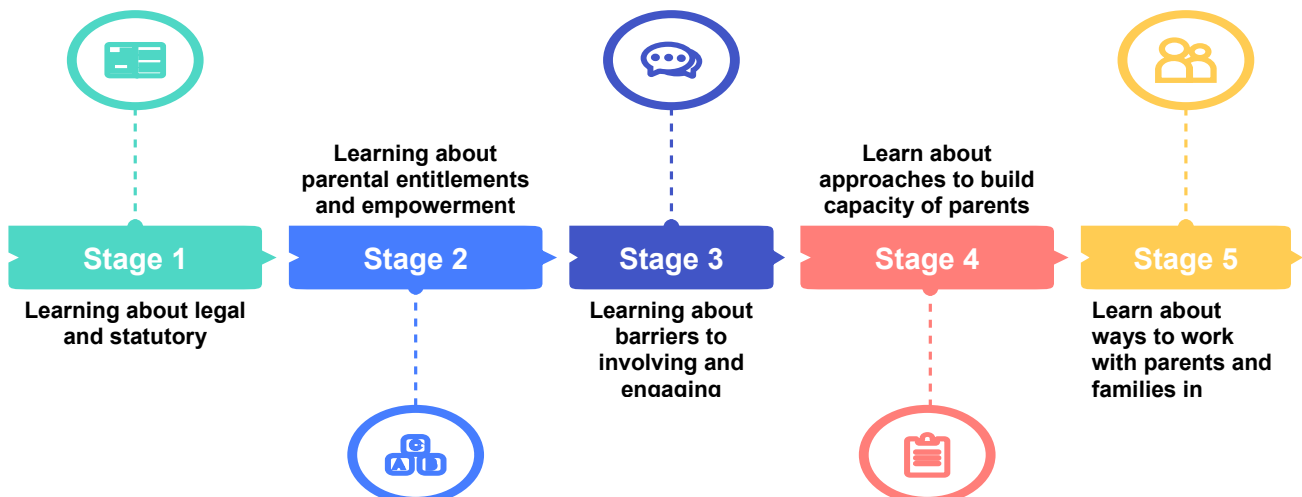 Stage 1
Learning about legal
and statutory
Learning about
parental entitlements
and empowerment
Stage 2
Stage 3
Learning about
barriers to
involving and
engaging
Learn about
approaches to build
capacity of parents
Stage 4
Stage 5
Learn about
ways to work
with parents and
families in
C
A